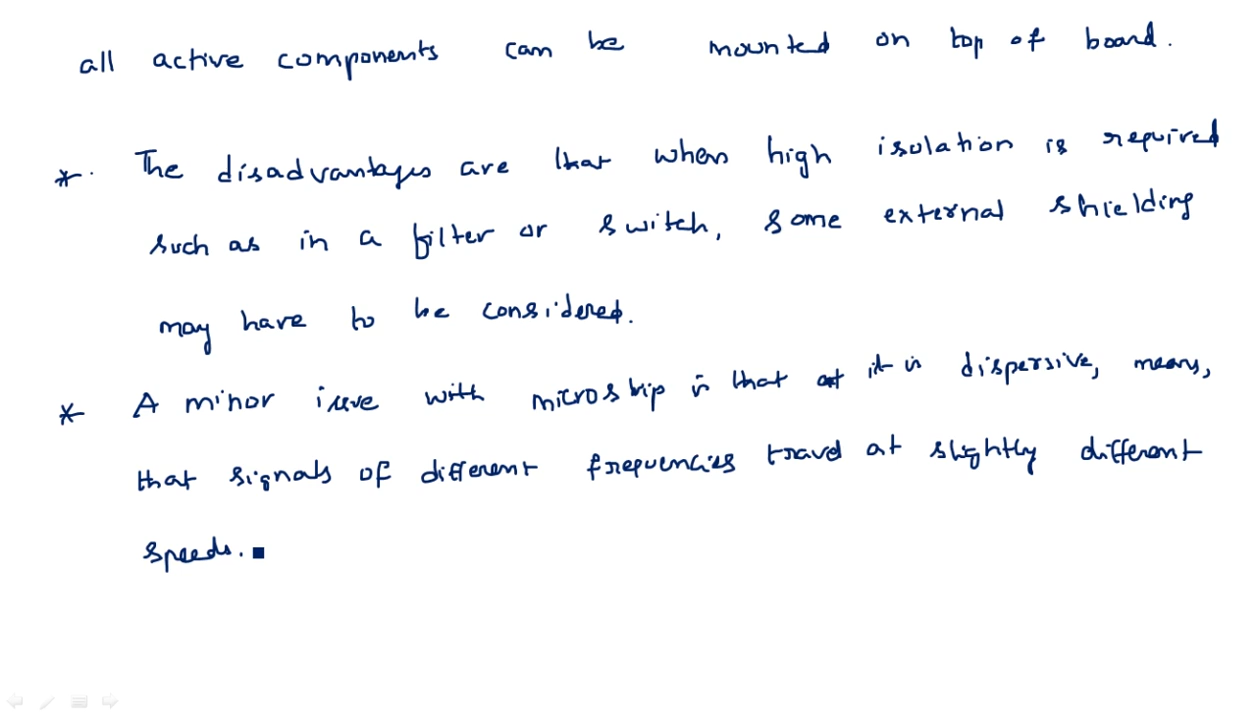 all active components can be mounted on top of board.
* The disadvantages are that when high isolation is required
such as in a filter or switch, some external shielding
may have to be considered.
* A minor issue with microstrip is that it is dispersive, means,
that signals of different frequencies travel at slightly different
speeds.